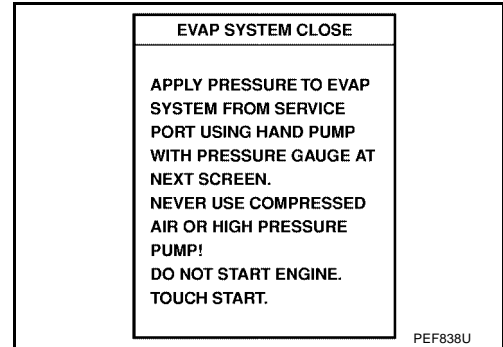 EVAP SYSTEM CLOSE
APPLY PRESSURE TO EVAP
SYSTEM FROM SERVICE
PORT USING HAND PUMP
WITH PRESSURE GAUGE AT
NEXT SCREEN.
NEVER USE COMPRESSED
AIR OR HIGH PRESSURE
PUMP!
DO NOT START ENGINE.
TOUCH START.
PEF838U